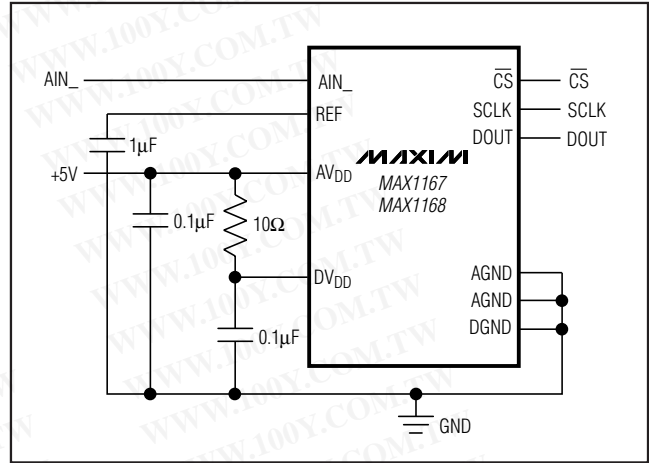 AIN_ AIN_ CS CS
REF SCLK SCLK
1µF DOUT DOUT
+5V AVDD MAXIM
MAX1167
MAX1168
0.1µF 10Ω
DVDD AGND
AGND
0.1µF DGND
GND
WWW.100Y.COM.TW